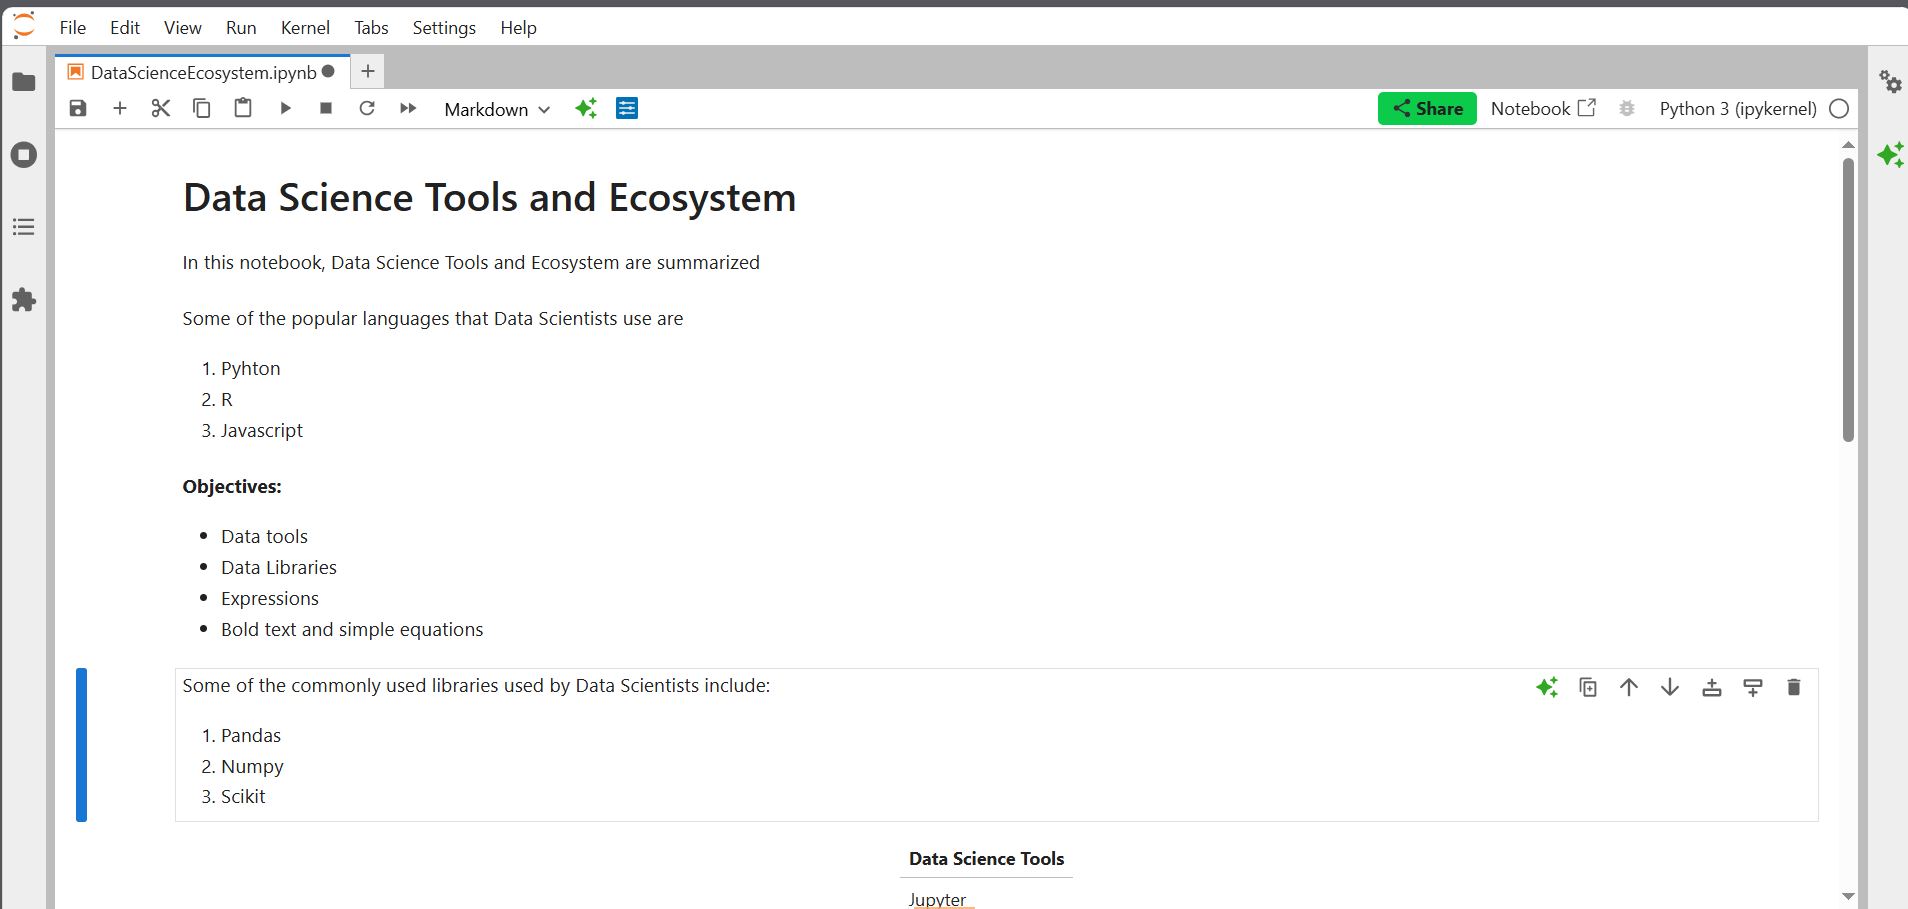 File Edit View Run Kernel Tabs Settings Help
DataScienceEcosystem.ipynb
Markdown Share Notebook Python 3 (ipykernel)
Data Science Tools and Ecosystem
In this notebook, Data Science Tools and Ecosystem are summarized
Some of the popular languages that Data Scientists use are
1. Pyhton
2. R
3. Javascript
Objectives:
• Data tools
• Data Libraries
• Expressions
• Bold text and simple equations
Some of the commonly used libraries used by Data Scientists include:
1. Pandas
2. Numpy
3. Scikit
Data Science Tools
Jupyter